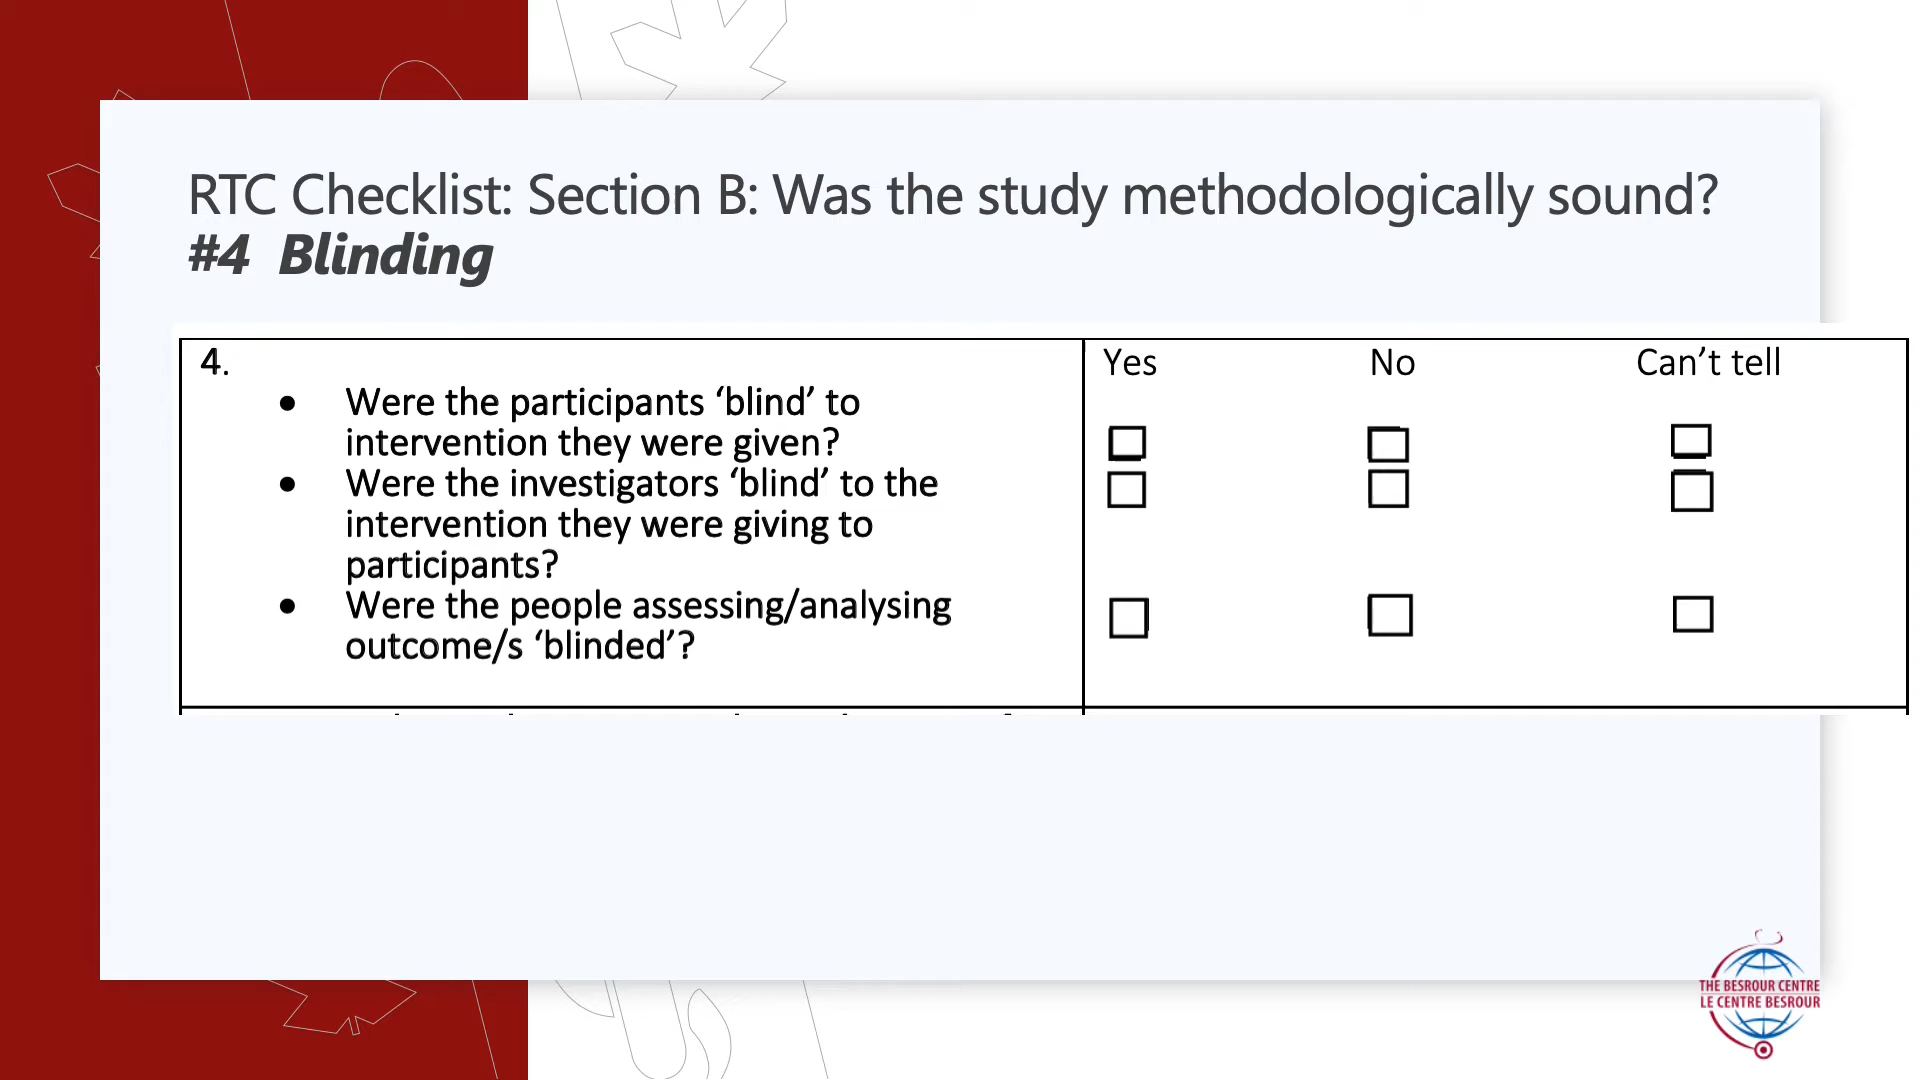 RTC Checklist: Section B: Was the study methodologically sound?
#4 Blinding
4.
Yes No Can’t tell
• Were the participants ‘blind’ to
intervention they were given?
• Were the investigators ‘blind’ to the
intervention they were giving to
participants?
• Were the people assessing/analysing
outcome/s ‘blinded’?
THE BESROUR CENTRE
LE CENTRE BESROUR